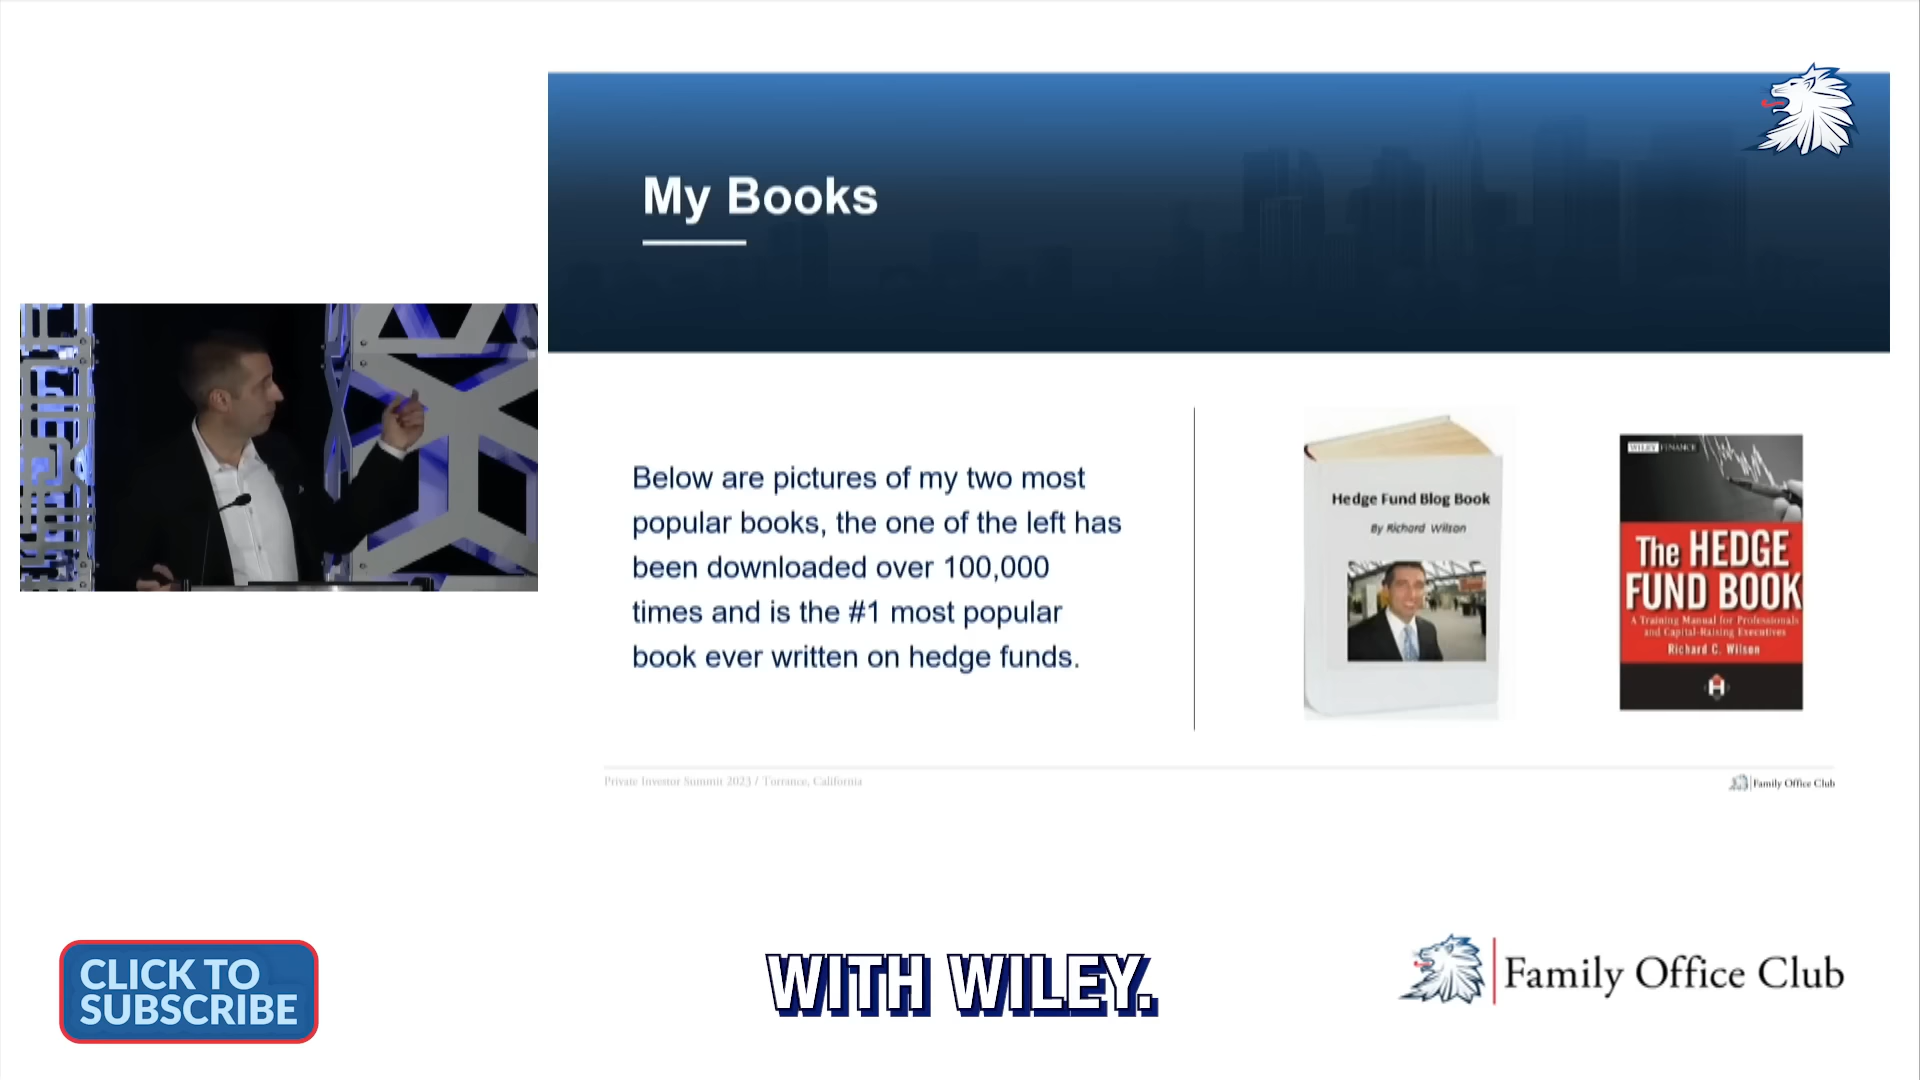 My Books
Below are pictures of my two most
popular books, the one of the left has
been downloaded over 100,000
times and is the #1 most popular
book ever written on hedge funds.
Hedge Fund Blog Book
By Richard Wilson
WILEY FINANCE
The HEDGE
FUND BOOK
A Training Manual for Professionals
and Capital-Raising Executives
Richard C. Wilson
H
Private Investor Summit 2023 / Torrance, California
Family Office Club
CLICK TO
SUBSCRIBE
WITH WILEY.
Family Office Club